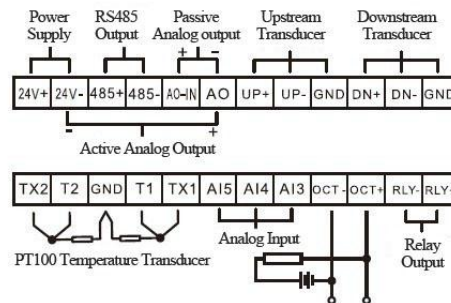 Power RS485 Passive Upstream Downstream
Supply Output Analog output Transducer Transducer
+ -
24V+ 24V- 485+ 485- AO-IN AO UP+ UP- GND DN+ DN- GND
- +
Active Analog Output
TX2 T2 GND T1 TX1 AI5 AI4 AI3 OCT - OCT+ RLY- RLY-
Analog Input Relay
PT100 Temperature Transducer Output